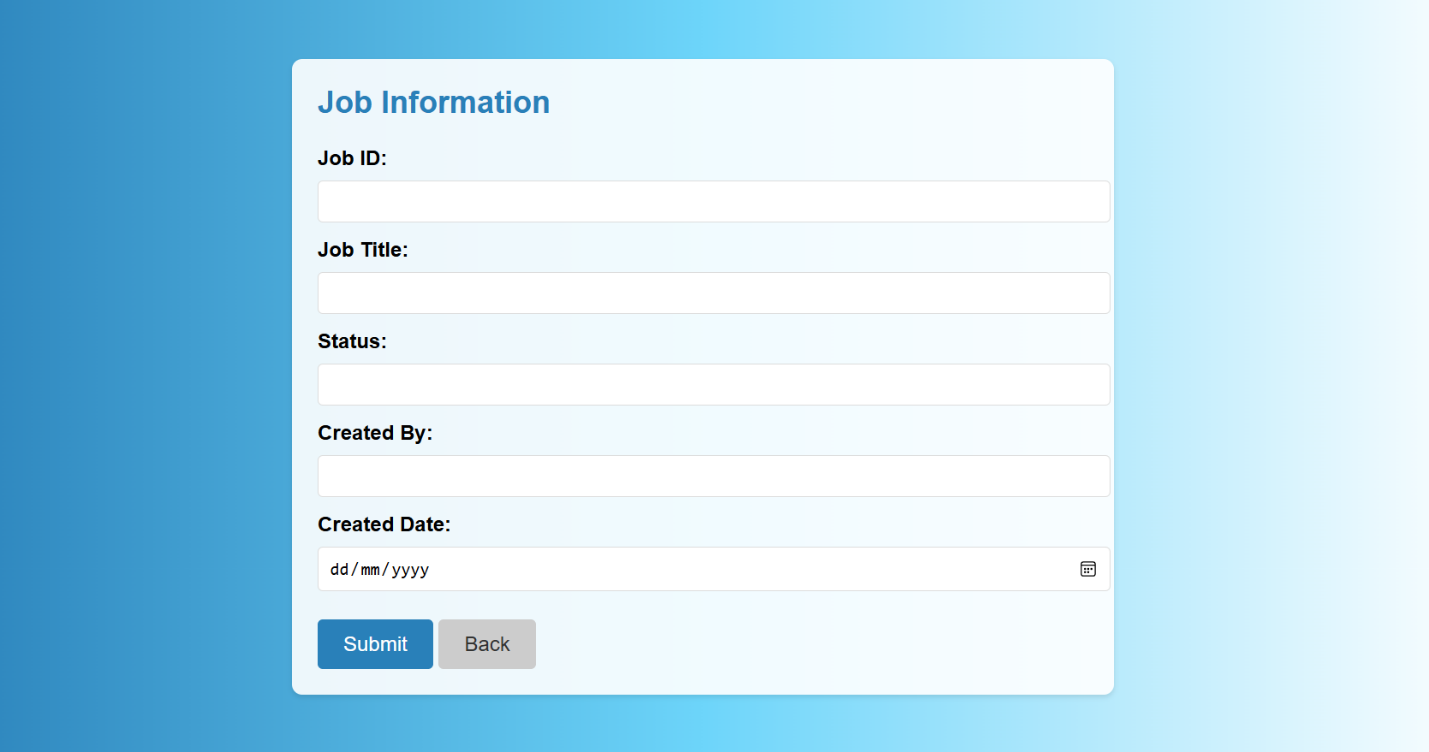 Job Information
Job ID:
Job Title:
Status:
Created By:
Created Date:
dd/mm/yyyy
Submit Back